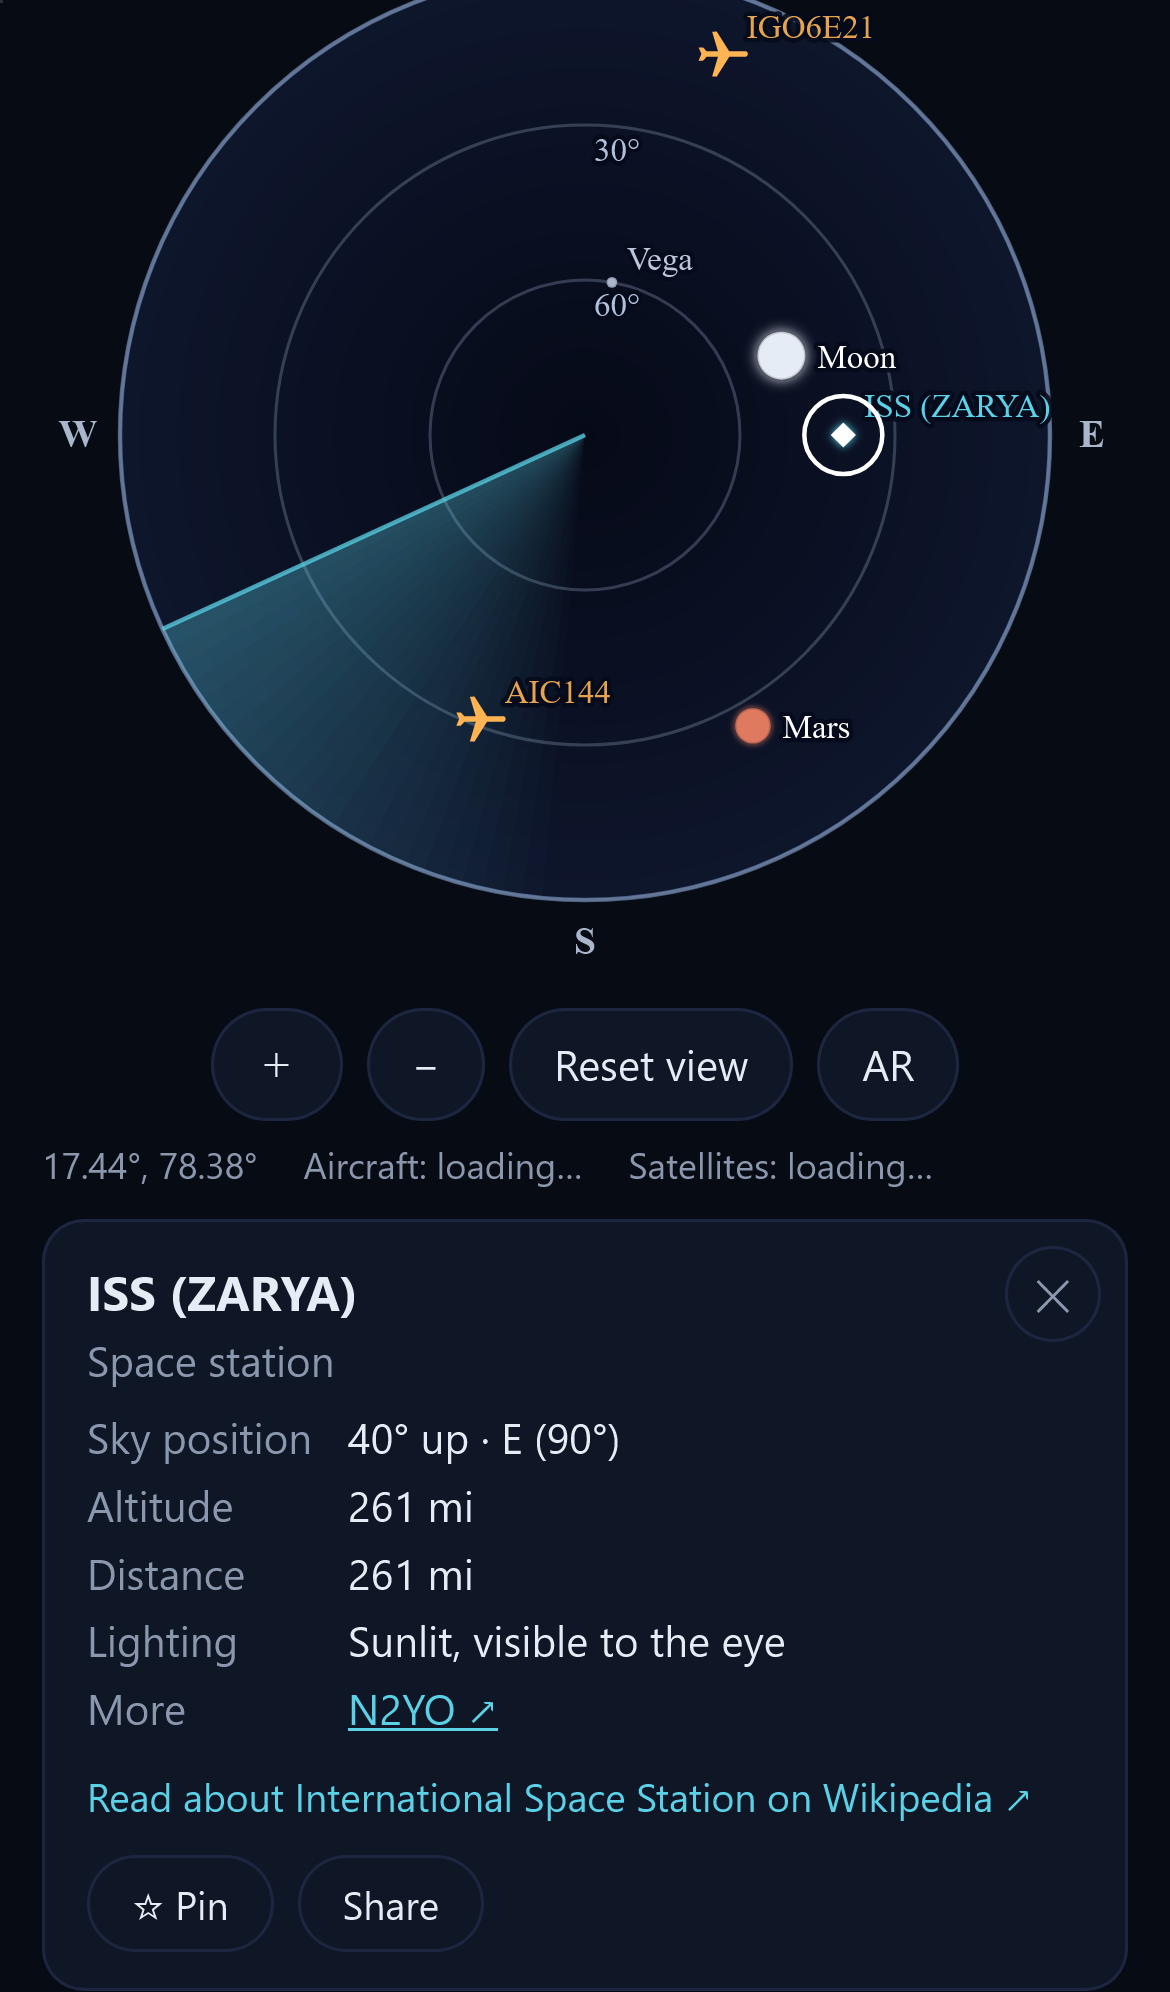 IGO6E21
30°
Vega
60°
Moon
ISS (ZARYA)
W
E
AIC144
Mars
S
+
−
Reset view
AR
17.44°, 78.38° Aircraft: loading… Satellites: loading…
ISS (ZARYA)
Space station
Sky position 40° up · E (90°)
Altitude 261 mi
Distance 261 mi
Lighting Sunlit, visible to the eye
More N2YO ↗
Read about International Space Station on Wikipedia ↗
☆ Pin
Share